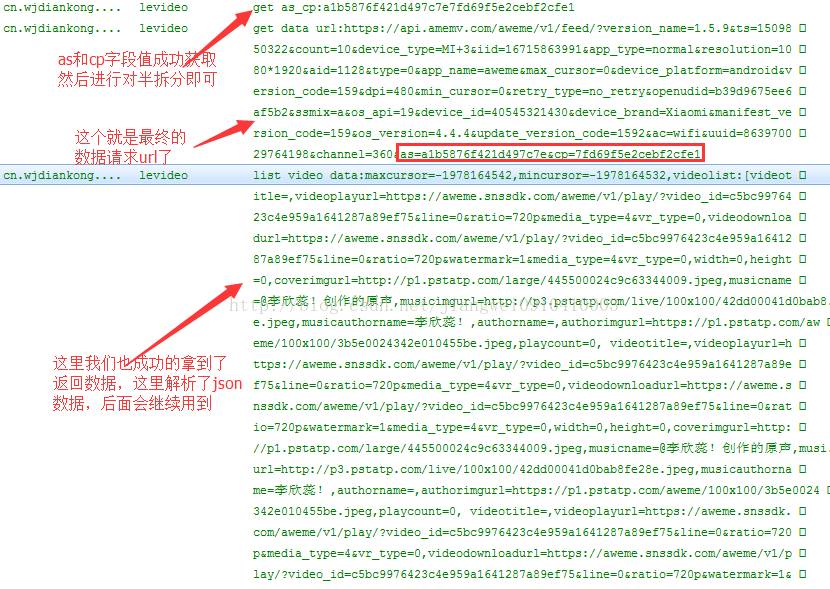 cn.wjdiankong.... levideo get as_cp:a1b5876f421d497c7e7fd69f5e2cebf2cfe1
cn.wjdiankong.... levideo get data url:https://api.amemv.com/aweme/v1/feed/?version_name=1.5.9&ts=15098
50322&count=10&device_type=MI+3&iid=16715863991&app_type=normal&resolution=10
80*1920&aid=1128&type=0&app_name=aweme&max_cursor=0&device_platform=android&v
ersion_code=159&dpi=480&min_cursor=0&retry_type=no_retry&openudid=b39d9675ee6
af5b2&ssmix=a&os_api=19&device_id=40545321430&device_brand=Xiaomi&manifest_ve
rsion_code=159&os_version=4.4.4&update_version_code=1592&ac=wifi&uuid=8639700
29764198&channel=360&as=a1b5876f421d497c7e&cp=7fd69f5e2cebf2cfe1
as和cp字段值成功获取
然后进行对半拆分即可
这个就是最终的
数据请求url了
cn.wjdiankong.... levideo list video data:maxcursor=-1978164542,mincursor=-1978164532,videolist:[videot
itle=,videoplayurl=https://aweme.snssdk.com/aweme/v1/play/?video_id=c5bc99764
23c4e959a1641287a89ef75&line=0&ratio=720p&media_type=4&vr_type=0,videodownloa
durl=https://aweme.snssdk.com/aweme/v1/play/?video_id=c5bc9976423c4e959a16412
87a89ef75&line=0&ratio=720p&watermark=1&media_type=4&vr_type=0,width=0,height
=0,coverimgurl=http://p1.pstatp.com/large/445500024c9c63344009.jpeg,musicname
=@李欣蕊！创作的原声,musicimgurl=http://p3.pstatp.com/live/100x100/42dd00041d0bab8
e.jpeg,musicauthorname=李欣蕊！,authorname=,authorimgurl=https://p1.pstatp.com/aw
eme/100x100/3b5e0024342e010455be.jpeg,playcount=0, videotitle=,videoplayurl=h
ttps://aweme.snssdk.com/aweme/v1/play/?video_id=c5bc9976423c4e959a1641287a89e
f75&line=0&ratio=720p&media_type=4&vr_type=0,videodownloadurl=https://aweme.s
nssdk.com/aweme/v1/play/?video_id=c5bc9976423c4e959a1641287a89ef75&line=0&rat
io=720p&watermark=1&media_type=4&vr_type=0,width=0,height=0,coverimgurl=http:
//p1.pstatp.com/large/445500024c9c63344009.jpeg,musicname=@李欣蕊！创作的原声,musi
url=http://p3.pstatp.com/live/100x100/42dd00041d0bab8fe28e.jpeg,musicauthorna
me=李欣蕊！,authorname=,authorimgurl=https://p1.pstatp.com/aweme/100x100/3b5e0024
342e010455be.jpeg,playcount=0, videotitle=,videoplayurl=https://aweme.snssdk.
com/aweme/v1/play/?video_id=c5bc9976423c4e959a1641287a89ef75&line=0&ratio=720
p&media_type=4&vr_type=0,videodownloadurl=https://aweme.snssdk.com/aweme/v1/p
lay/?video_id=c5bc9976423c4e959a1641287a89ef75&line=0&ratio=720p&watermark=1&
这里我们也成功的拿到了
返回数据，这里解析了json
数据，后面会继续用到